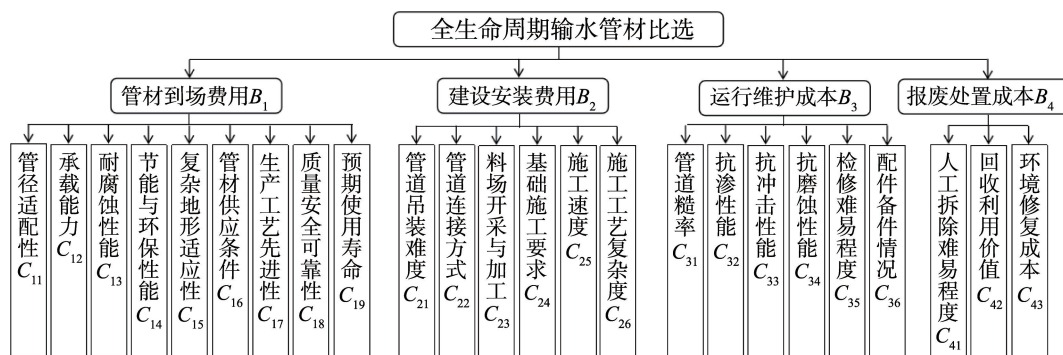 全生命周期输水管材比选
管材到场费用B₁
建设安装费用B₂
运行维护成本B₃
报废处置成本B₄
管径适配性C₁₁
承载能力C₁₂
耐腐蚀性能C₁₃
节能与环保性能C₁₄
复杂地形适应性C₁₅
管材供应条件C₁₆
生产工艺先进性C₁₇
质量安全可靠性C₁₈
预期使用寿命C₁₉
管道吊装难度C₂₁
管道连接方式C₂₂
料场开采与加工C₂₃
基础施工要求C₂₄
施工速度C₂₅
施工工艺复杂度C₂₆
管道糙率C₃₁
抗渗性能C₃₂
抗冲击性能C₃₃
抗磨蚀性能C₃₄
检修难易程度C₃₅
配件备件情况C₃₆
人工拆除难易程度C₄₁
回收利用价值C₄₂
环境修复成本C₄₃